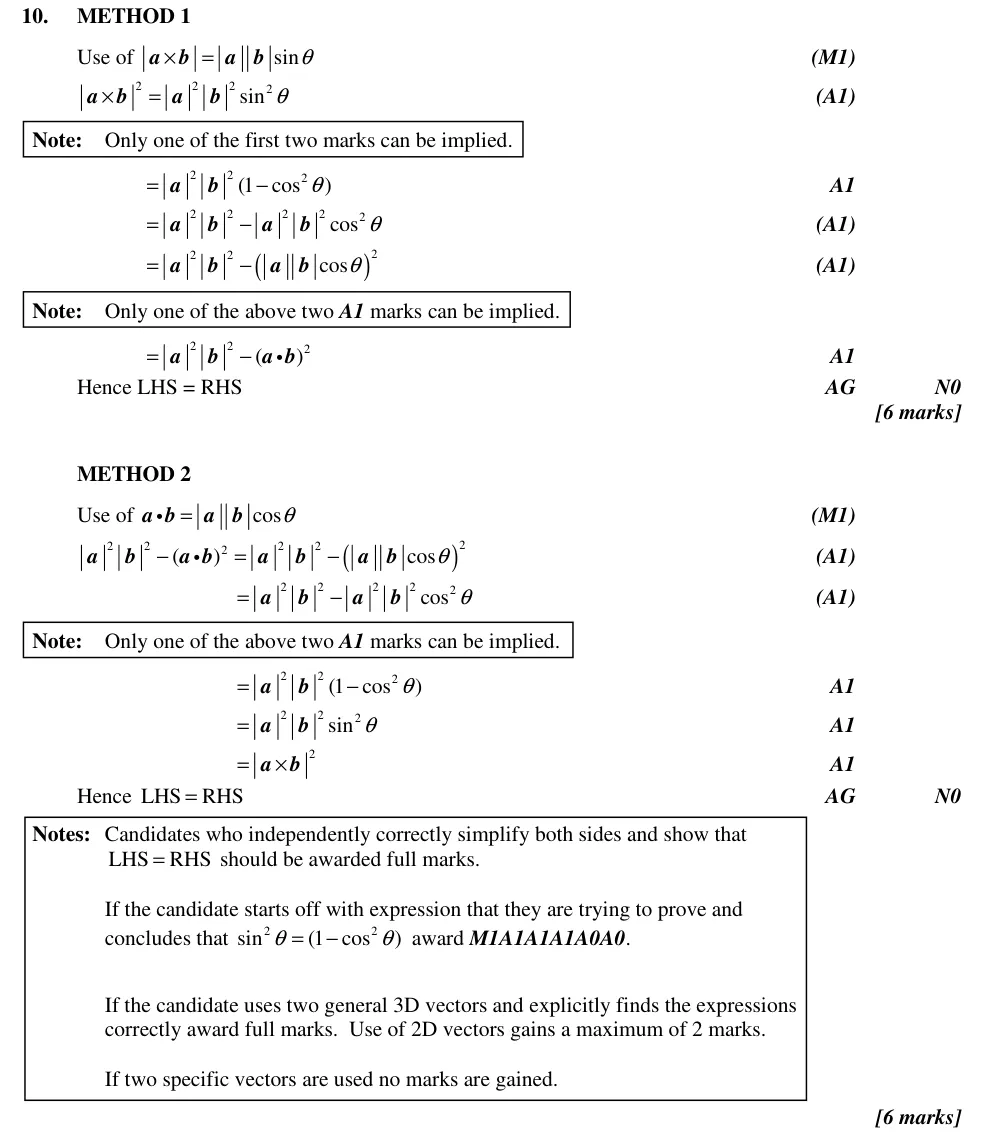 10. METHOD 1
Use of |a×b|=|a||b|sinθ (M1)
|a×b|²=|a|²|b|² sin² θ (A1)
Note: Only one of the first two marks can be implied.
=|a|²|b|² (1−cos² θ) A1
=|a|²|b|² −|a|²|b|² cos² θ (A1)
=|a|²|b|² −(|a||b|cosθ)² (A1)
Note: Only one of the above two A1 marks can be implied.
=|a|²|b|² −(a•b)² A1
Hence LHS = RHS AG N0
[6 marks]
METHOD 2
Use of a•b=|a||b|cosθ (M1)
|a|²|b|² −(a•b)² =|a|²|b|² −(|a||b|cosθ)² (A1)
=|a|²|b|² −|a|²|b|² cos² θ (A1)
Note: Only one of the above two A1 marks can be implied.
=|a|²|b|² (1−cos² θ) A1
=|a|²|b|² sin² θ A1
=|a×b|² A1
Hence LHS=RHS AG N0
Notes: Candidates who independently correctly simplify both sides and show that
LHS=RHS should be awarded full marks.
If the candidate starts off with expression that they are trying to prove and
concludes that sin² θ=(1−cos² θ) award M1A1A1A1A0A0.
If the candidate uses two general 3D vectors and explicitly finds the expressions
correctly award full marks. Use of 2D vectors gains a maximum of 2 marks.
If two specific vectors are used no marks are gained.
[6 marks]